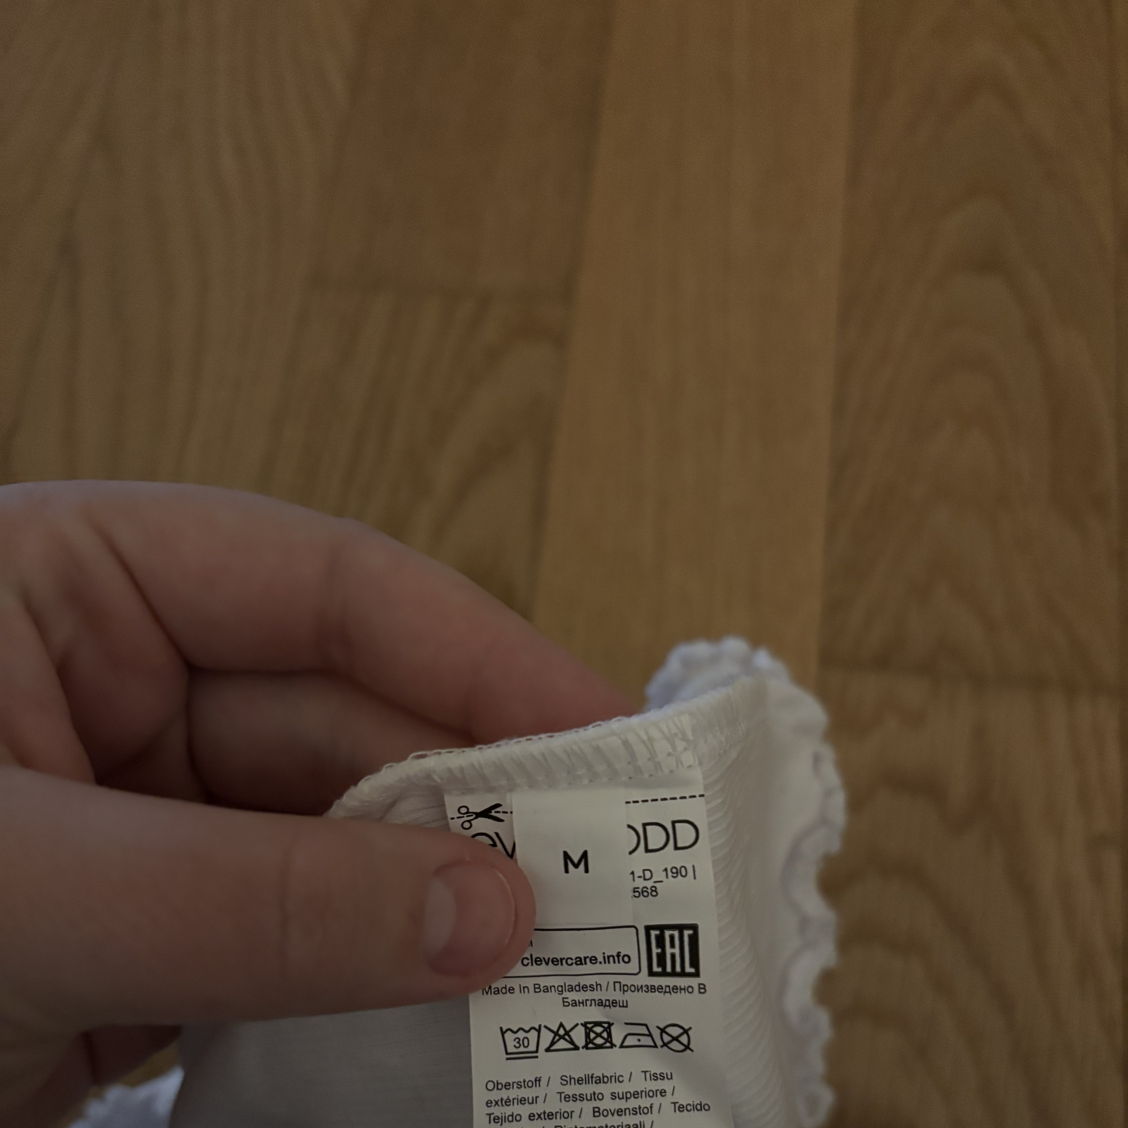 M
ODD
1-D_190 |
568
clevercare.info
EAC
Made In Bangladesh / Произведено В
Бангладеш
30
Oberstoff / Shellfabric / Tissu
extérieur / Tessuto superiore /
Tejido exterior / Bovenstof / Tecido